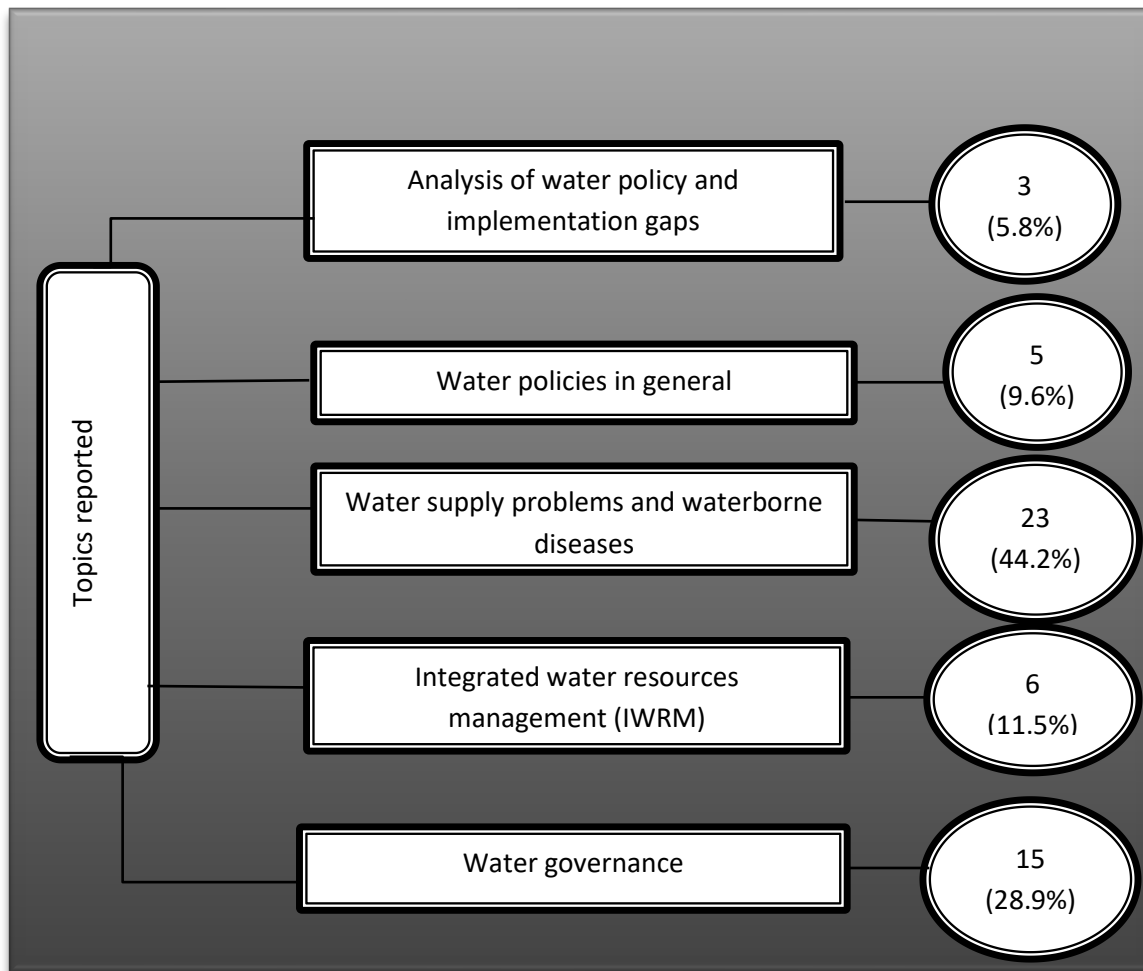 Topics reported
Analysis of water policy and
implementation gaps
3
(5.8%)
Water policies in general
5
(9.6%)
Water supply problems and waterborne
diseases
23
(44.2%)
Integrated water resources
management (IWRM)
6
(11.5%)
Water governance
15
(28.9%)